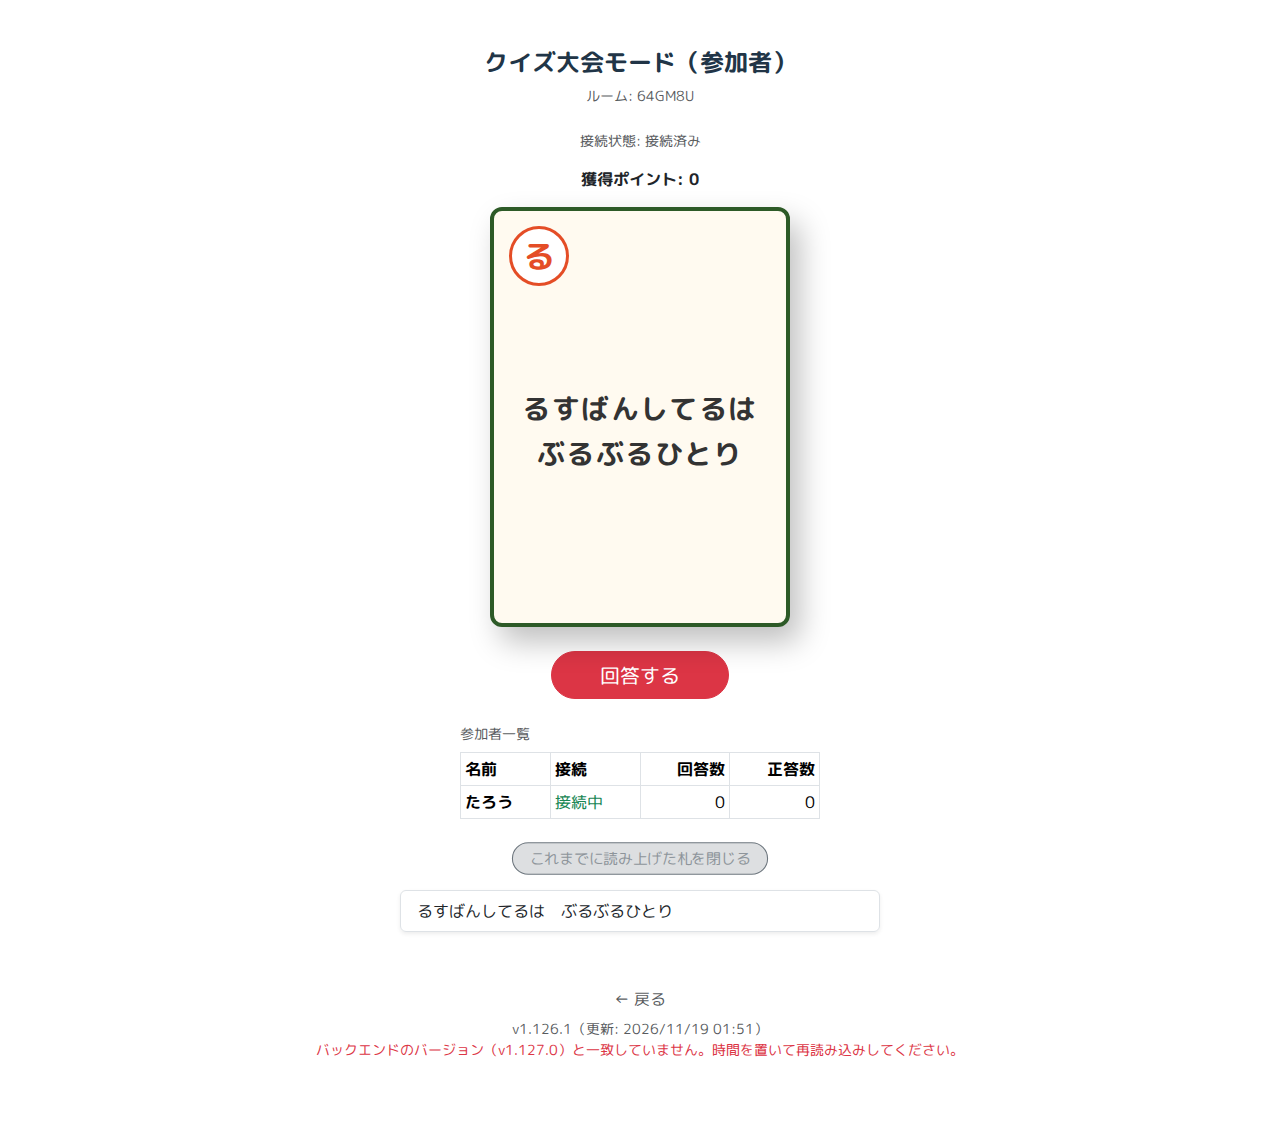 クイズ大会モード（参加者）
ルーム: 64GM8U
接続状態: 接続済み
獲得ポイント: 0
る
るすばんしてるは
ぶるぶるひとり
回答する
参加者一覧
名前 接続 回答数 正答数
たろう 接続中 0 0
これまでに読み上げた札を閉じる
るすばんしてるは　ぶるぶるひとり
← 戻る
v1.126.1（更新: 2026/11/19 01:51）
バックエンドのバージョン（v1.127.0）と一致していません。時間を置いて再読み込みしてください。